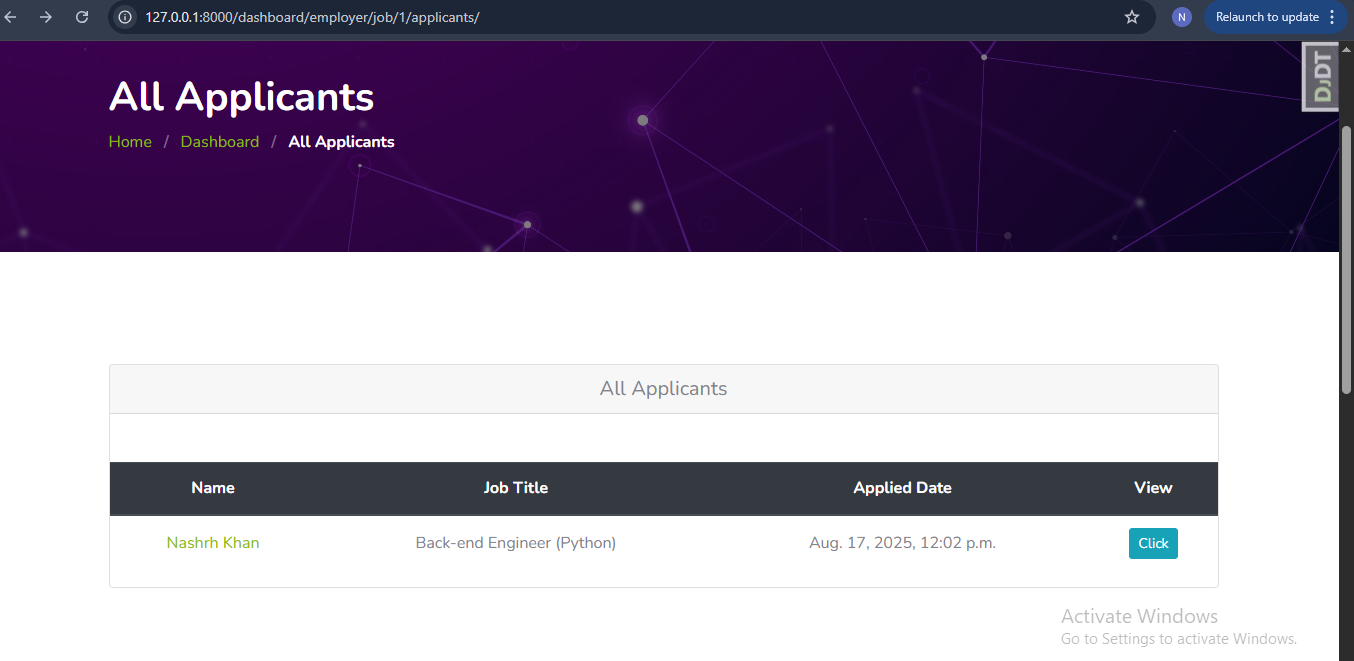 127.0.0.1:8000/dashboard/employer/job/1/applicants/
N
Relaunch to update
DJDT
All Applicants
Home / Dashboard / All Applicants
All Applicants
Name Job Title Applied Date View
Nashrh Khan Back-end Engineer (Python) Aug. 17, 2025, 12:02 p.m. Click
Activate Windows
Go to Settings to activate Windows.